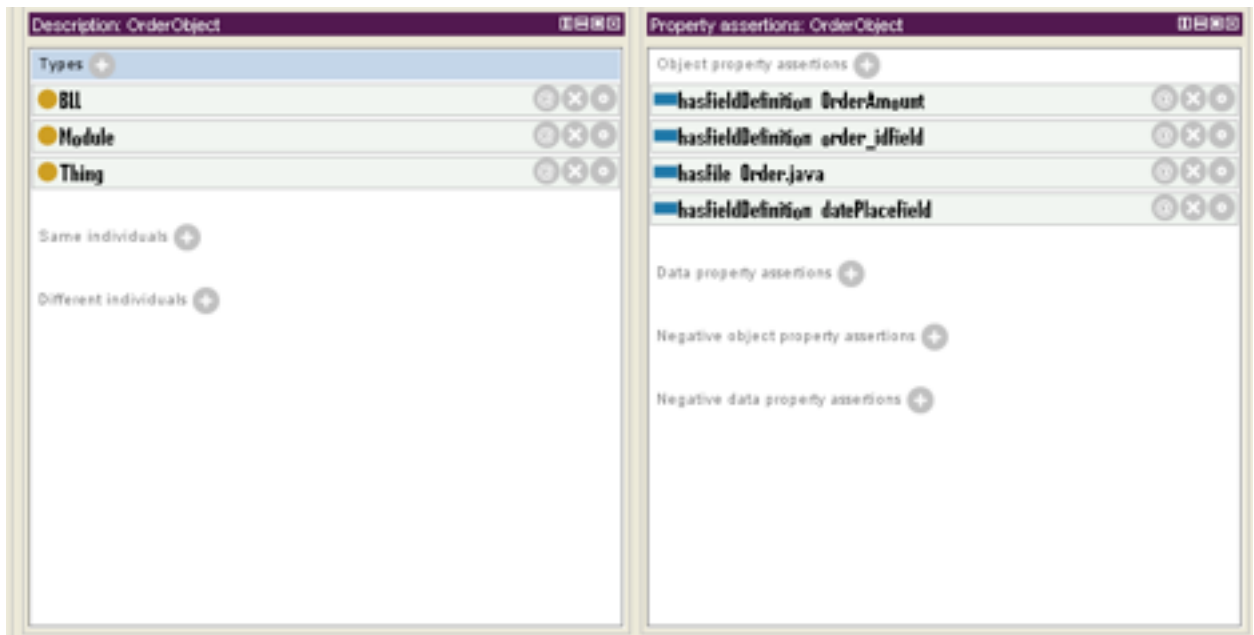 Description: OrderObject
Types
Bll
Module
Thing
Same individuals
Different individuals
Property assertions: OrderObject
Object property assertions
hasFieldDefinition OrderAmount
hasFieldDefinition order_idField
hasFile Order.java
hasFieldDefinition datePlaceField
Data property assertions
Negative object property assertions
Negative data property assertions